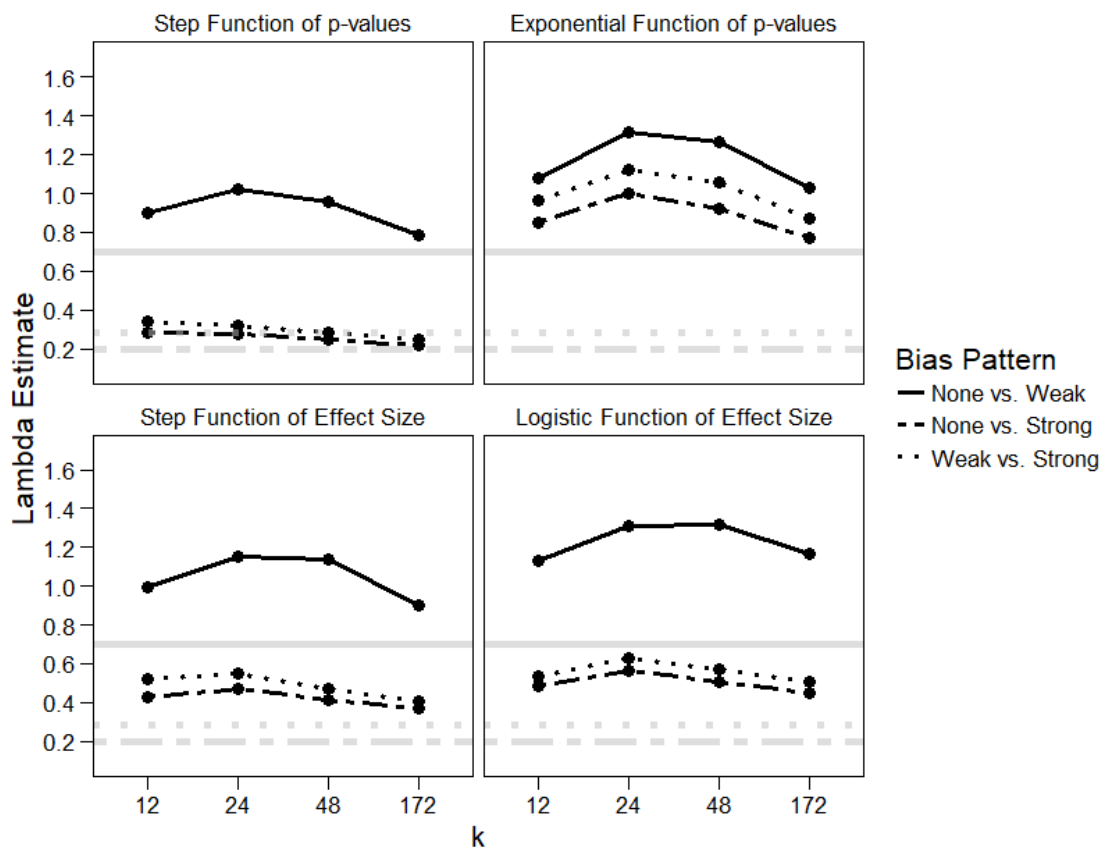 Step Function of p-values
Exponential Function of p-values
1.6
1.4
1.2
1.0
0.8
0.6
0.4
0.2
Lambda Estimate
Step Function of Effect Size
Logistic Function of Effect Size
1.6
1.4
1.2
1.0
0.8
0.6
0.4
0.2
12 24 48 172
12 24 48 172
k
Bias Pattern
None vs. Weak
None vs. Strong
Weak vs. Strong